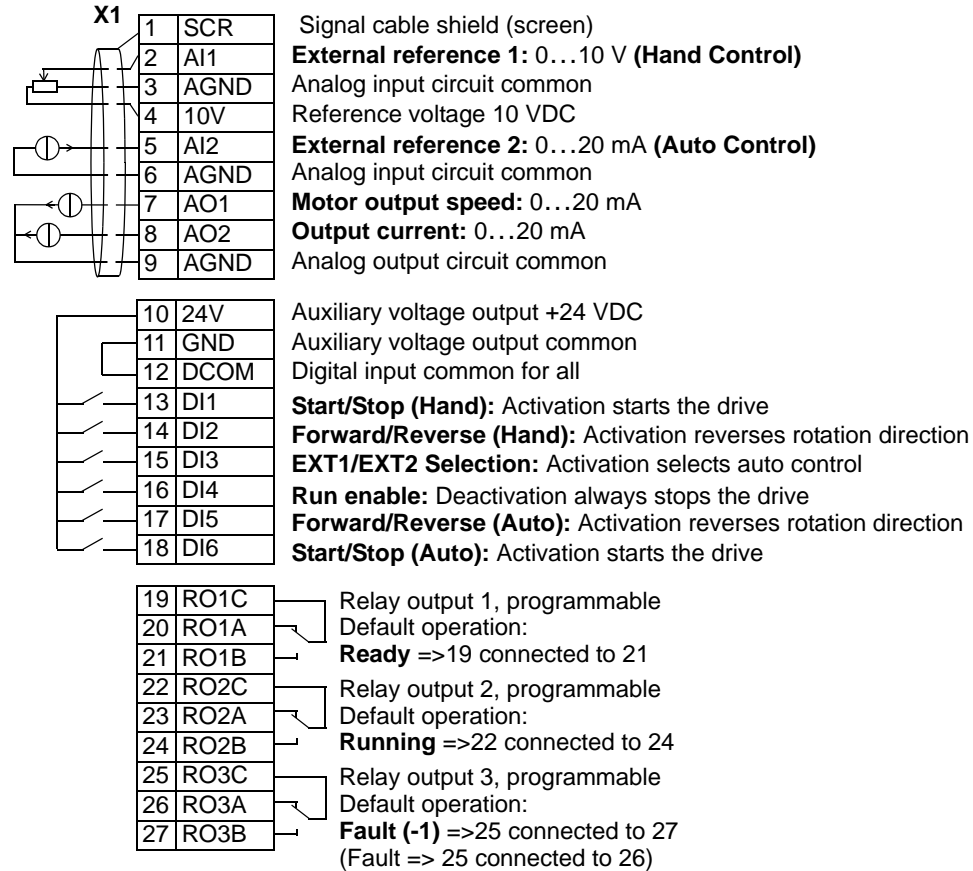 X1
1 SCR Signal cable shield (screen)
2 AI1 External reference 1: 0…10 V (Hand Control)
3 AGND Analog input circuit common
4 10V Reference voltage 10 VDC
5 AI2 External reference 2: 0…20 mA (Auto Control)
6 AGND Analog input circuit common
7 AO1 Motor output speed: 0…20 mA
8 AO2 Output current: 0…20 mA
9 AGND Analog output circuit common
10 24V Auxiliary voltage output +24 VDC
11 GND Auxiliary voltage output common
12 DCOM Digital input common for all
13 DI1 Start/Stop (Hand): Activation starts the drive
14 DI2 Forward/Reverse (Hand): Activation reverses rotation direction
15 DI3 EXT1/EXT2 Selection: Activation selects auto control
16 DI4 Run enable: Deactivation always stops the drive
17 DI5 Forward/Reverse (Auto): Activation reverses rotation direction
18 DI6 Start/Stop (Auto): Activation starts the drive
19 RO1C Relay output 1, programmable
20 RO1A Default operation:
21 RO1B Ready =>19 connected to 21
22 RO2C Relay output 2, programmable
23 RO2A Default operation:
24 RO2B Running =>22 connected to 24
25 RO3C Relay output 3, programmable
26 RO3A Default operation:
27 RO3B Fault (-1) =>25 connected to 27
(Fault => 25 connected to 26)